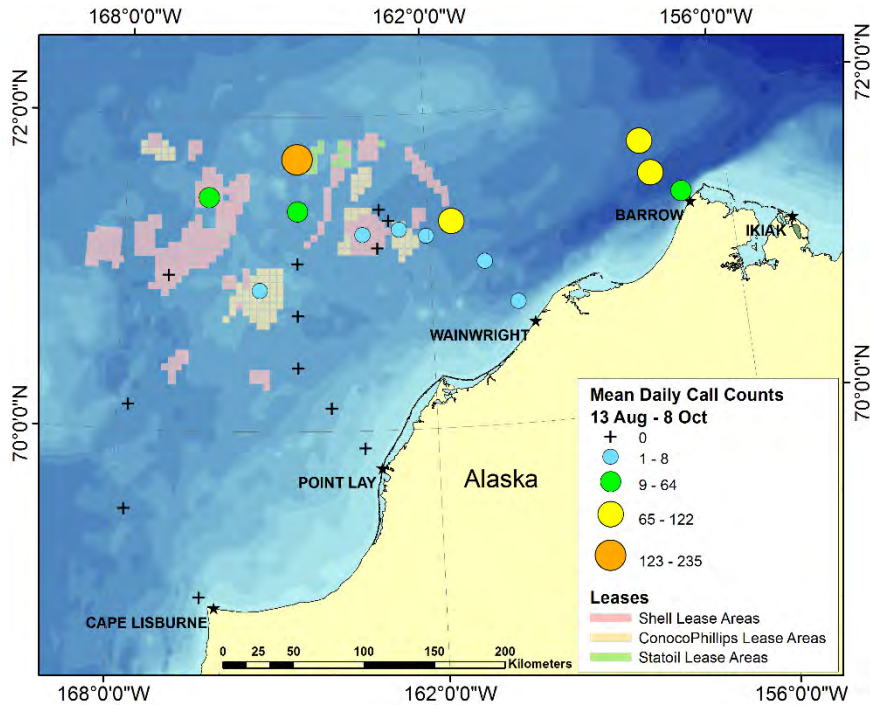 168°0'0"W
162°0'0"W
156°0'0"W
72°0'0"N
72°0'0"N
BARROW
IKIAK
WAINWRIGHT
70°0'0"N
70°0'0"N
POINT LAY
Alaska
CAPE LISBURNE
Mean Daily Call Counts
13 Aug - 8 Oct
0
1 - 8
9 - 64
65 - 122
123 - 235
Leases
Shell Lease Areas
ConocoPhillips Lease Areas
Statoil Lease Areas
0 25 50 100 150 200
Kilometers
168°0'0"W
162°0'0"W
156°0'0"W